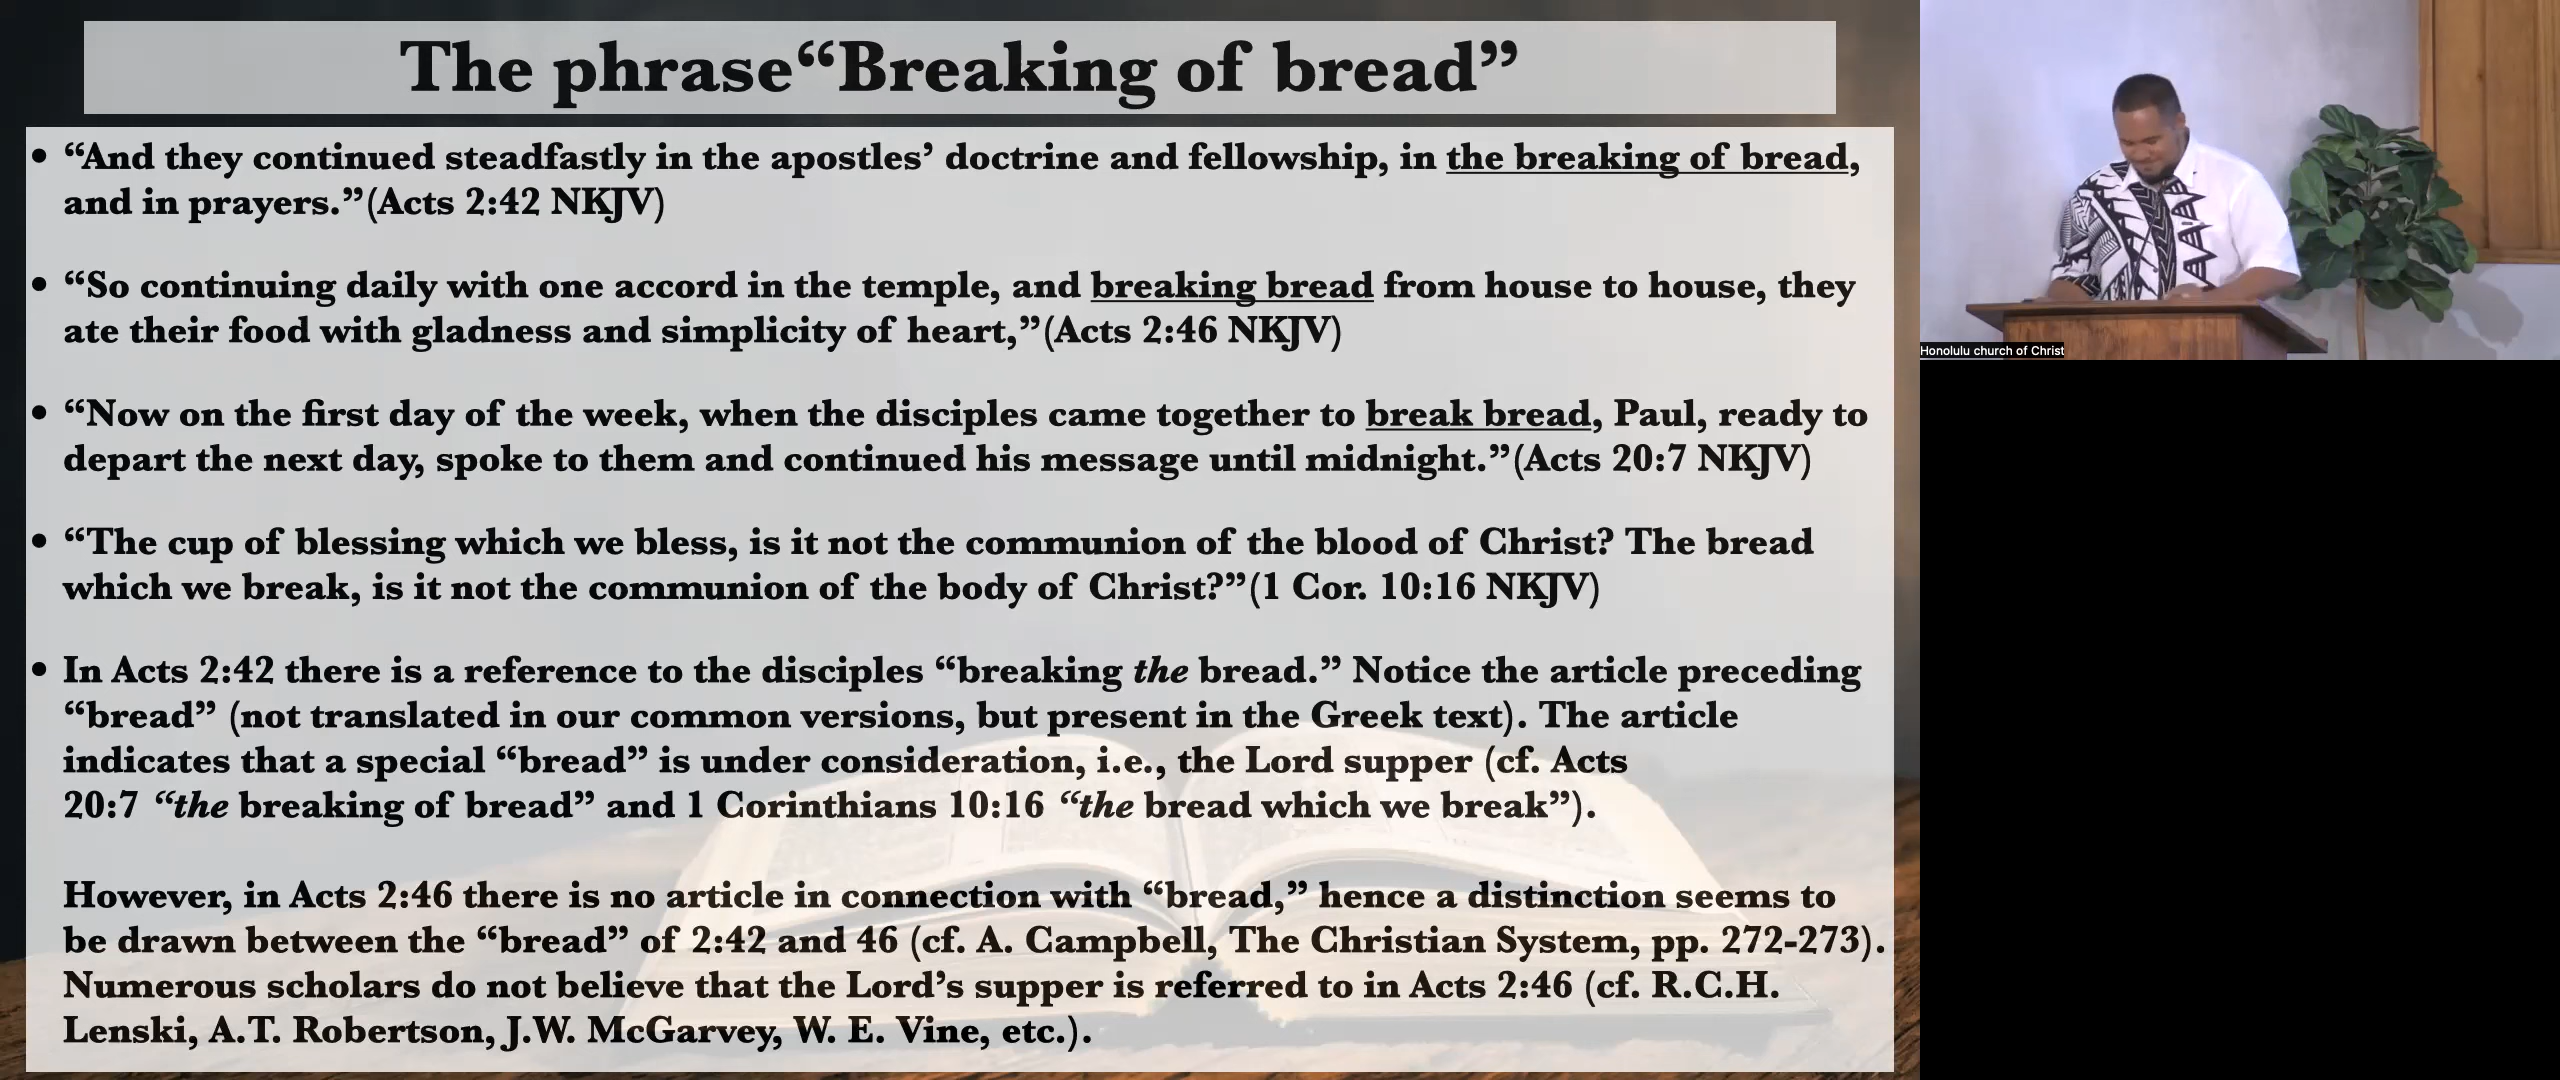 The phrase“Breaking of bread”
• “And they continued steadfastly in the apostles’ doctrine and fellowship, in the breaking of bread,
and in prayers.”(Acts 2:42 NKJV)
• “So continuing daily with one accord in the temple, and breaking bread from house to house, they
ate their food with gladness and simplicity of heart,”(Acts 2:46 NKJV)
• “Now on the first day of the week, when the disciples came together to break bread, Paul, ready to
depart the next day, spoke to them and continued his message until midnight.”(Acts 20:7 NKJV)
• “The cup of blessing which we bless, is it not the communion of the blood of Christ? The bread
which we break, is it not the communion of the body of Christ?”(1 Cor. 10:16 NKJV)
• In Acts 2:42 there is a reference to the disciples “breaking the bread.” Notice the article preceding
“bread” (not translated in our common versions, but present in the Greek text). The article
indicates that a special “bread” is under consideration, i.e., the Lord supper (cf. Acts
20:7 “the breaking of bread” and 1 Corinthians 10:16 “the bread which we break”).
However, in Acts 2:46 there is no article in connection with “bread,” hence a distinction seems to
be drawn between the “bread” of 2:42 and 46 (cf. A. Campbell, The Christian System, pp. 272-273).
Numerous scholars do not believe that the Lord’s supper is referred to in Acts 2:46 (cf. R.C.H.
Lenski, A.T. Robertson, J.W. McGarvey, W. E. Vine, etc.).
Honolulu church of Christ